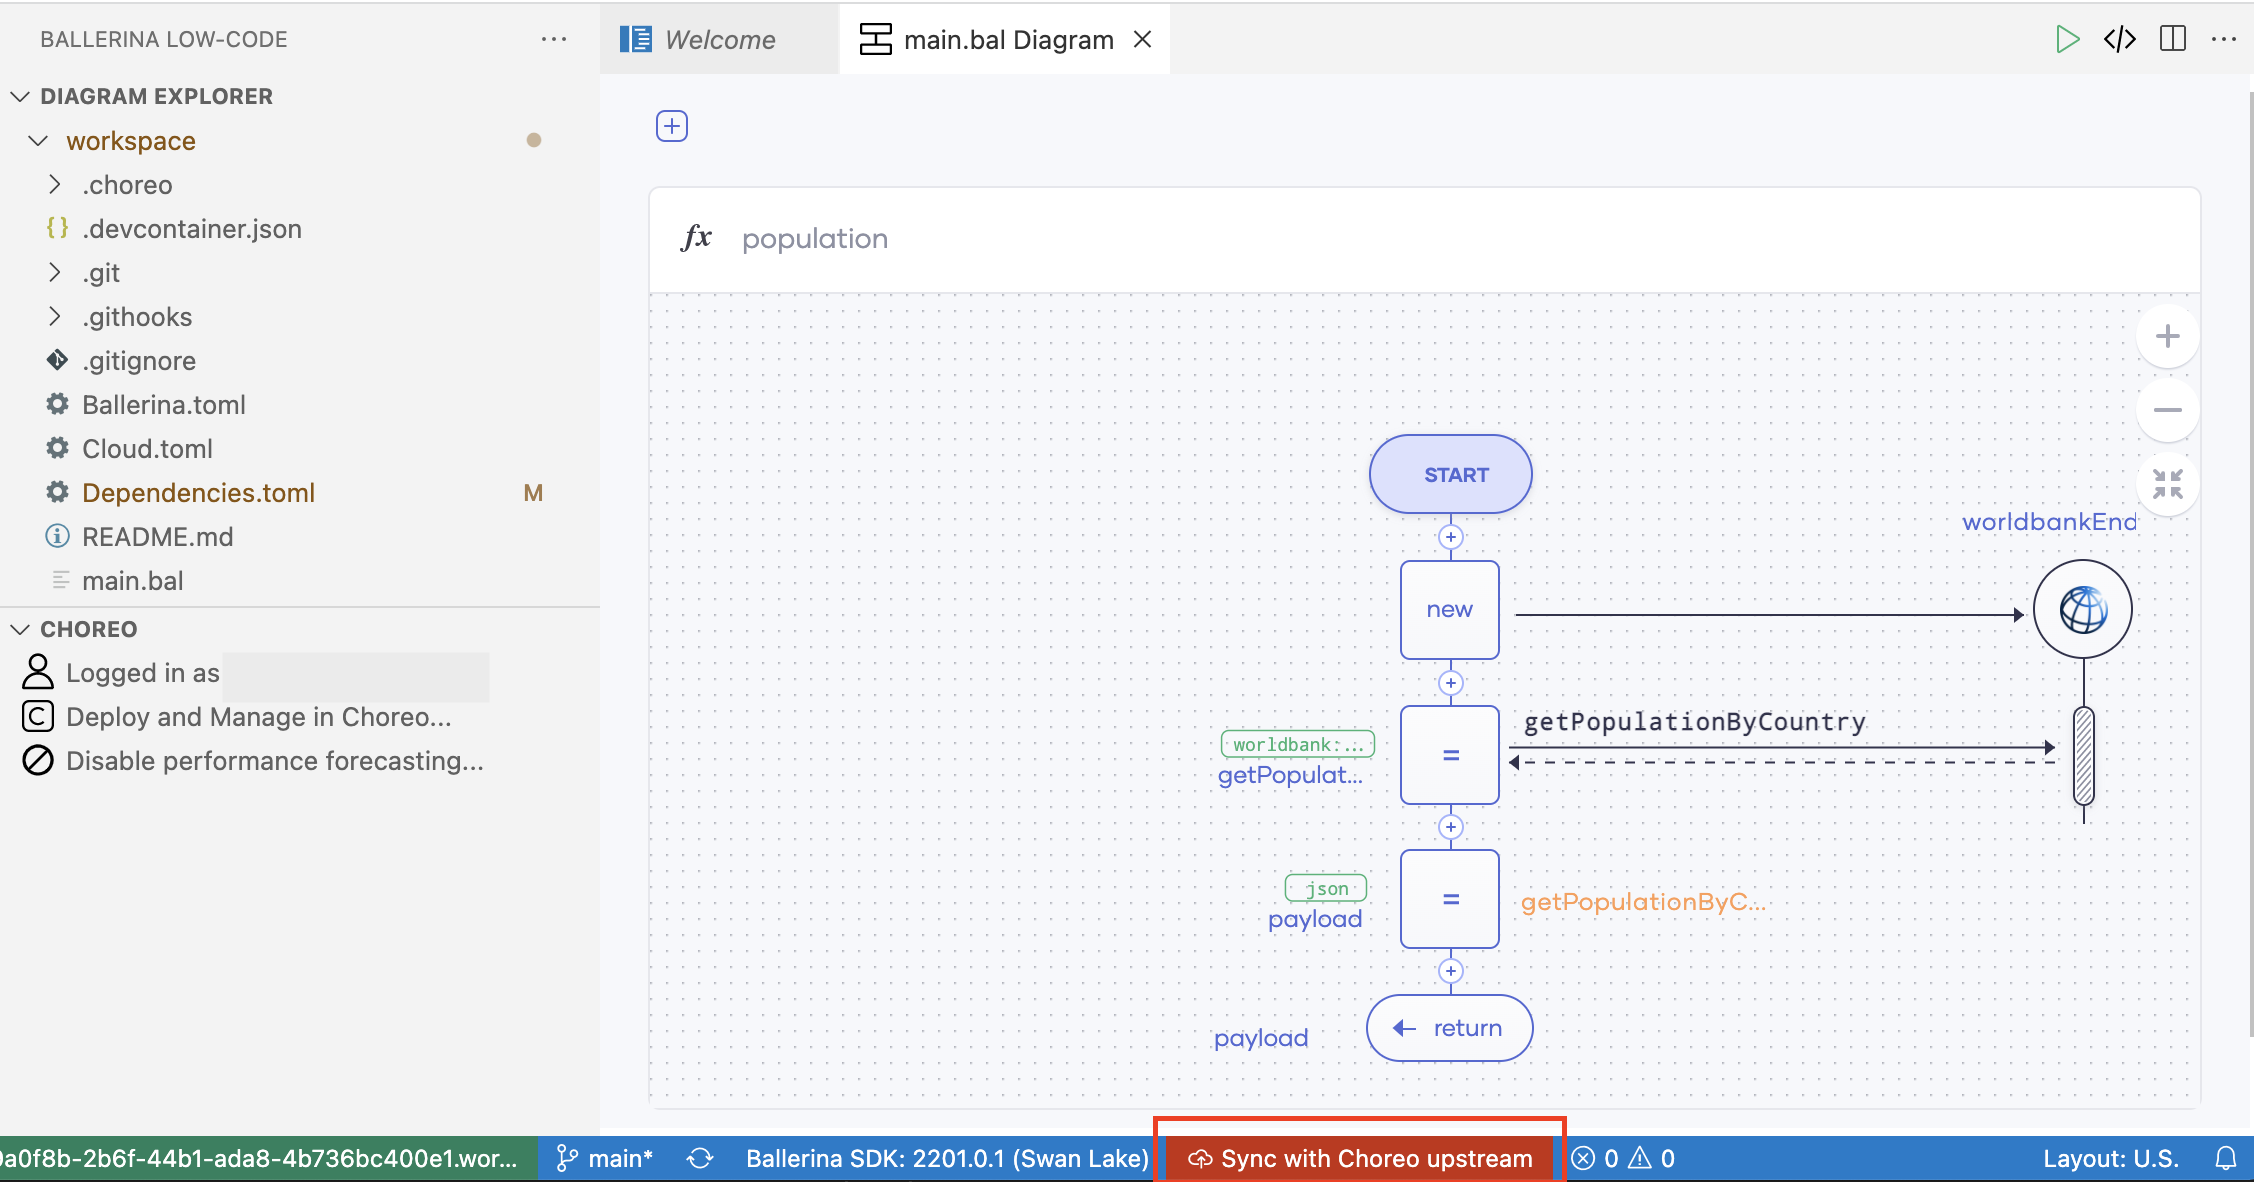 BALLERINA LOW-CODE
Welcome
main.bal Diagram
DIAGRAM EXPLORER
workspace
.choreo
.devcontainer.json
.git
.githooks
.gitignore
Ballerina.toml
Cloud.toml
Dependencies.toml M
README.md
main.bal
CHOREO
Logged in as
Deploy and Manage in Choreo...
Disable performance forecasting...
fx population
START
worldbankEnd
new
getPopulationByCountry
worldbank:...
getPopulat...
=
json
payload
=
getPopulationByC...
payload
return
0a0f8b-2b6f-44b1-ada8-4b736bc400e1.wor...
main*
Ballerina SDK: 2201.0.1 (Swan Lake)
Sync with Choreo upstream
0 0
Layout: U.S.